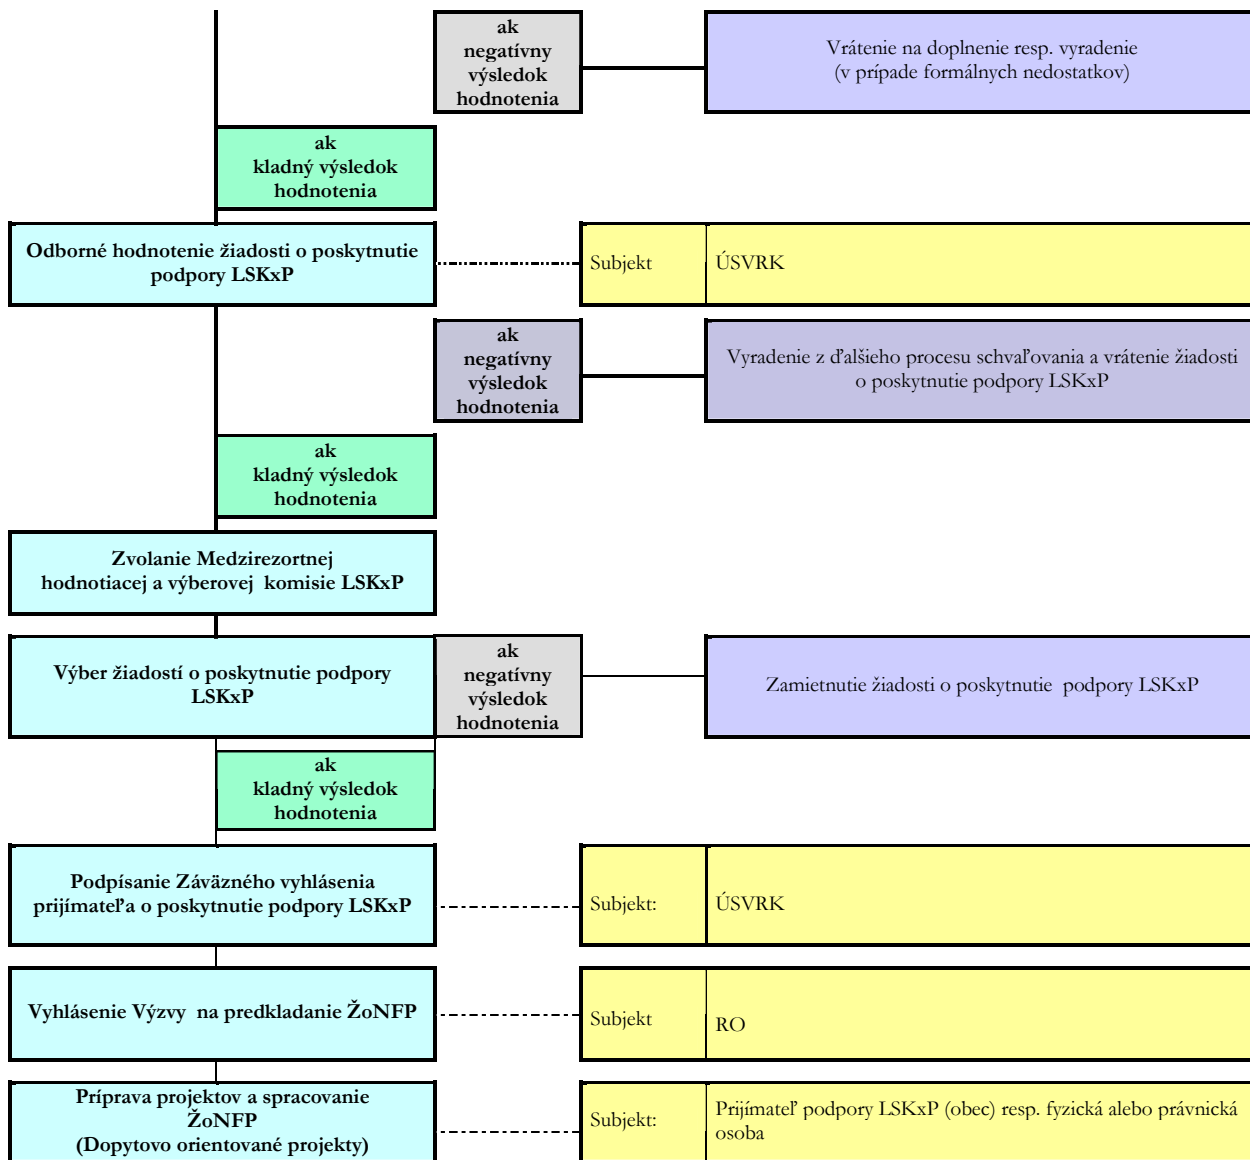 ak
negatívny
výsledok
hodnotenia
Vrátenie na doplnenie resp. vyradenie
(v prípade formálnych nedostatkov)
ak
kladný výsledok
hodnotenia
Odborné hodnotenie žiadosti o poskytnutie
podpory LSKxP
Subjekt
ÚSVRK
ak
negatívny
výsledok
hodnotenia
Vyradenie z ďalšieho procesu schvaľovania a vrátenie žiadosti
o poskytnutie podpory LSKxP
ak
kladný výsledok
hodnotenia
Zvolanie Medzirezortnej
hodnotiacej a výberovej komisie LSKxP
Výber žiadostí o poskytnutie podpory
LSKxP
ak
negatívny
výsledok
hodnotenia
Zamietnutie žiadosti o poskytnutie podpory LSKxP
ak
kladný výsledok
hodnotenia
Podpísanie Záväzného vyhlásenia
prijímateľa o poskytnutie podpory LSKxP
Subjekt:
ÚSVRK
Vyhlásenie Výzvy na predkladanie ŽoNFP
Subjekt
RO
Príprava projektov a spracovanie
ŽoNFP
(Dopytovo orientované projekty)
Subjekt:
Prijímateľ podpory LSKxP (obec) resp. fyzická alebo právnická
osoba